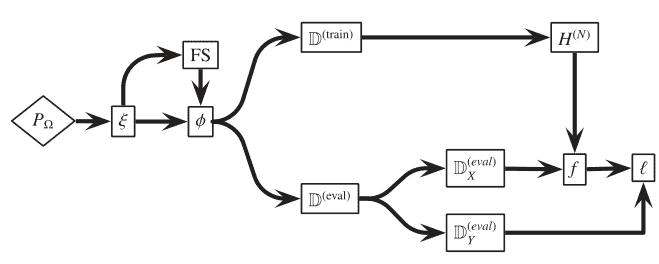 FS
𝔻^(train)
H^(N)
P_Ω
ξ
ϕ
𝔻_X^(eval)
f
ℓ
𝔻^(eval)
𝔻_Y^(eval)